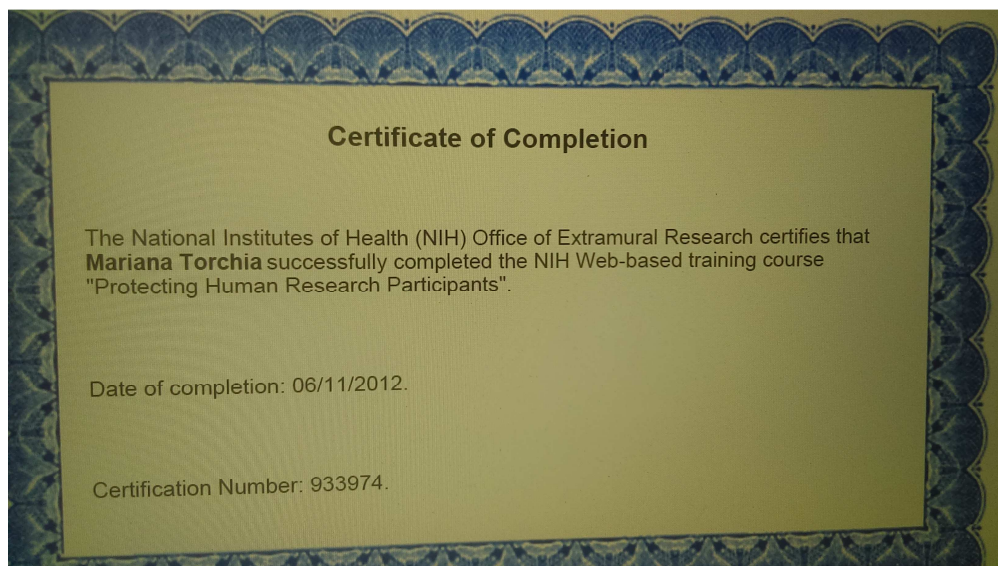 Certificate of Completion
The National Institutes of Health (NIH) Office of Extramural Research certifies that
Mariana Torchia successfully completed the NIH Web-based training course
"Protecting Human Research Participants".
Date of completion: 06/11/2012.
Certification Number: 933974.